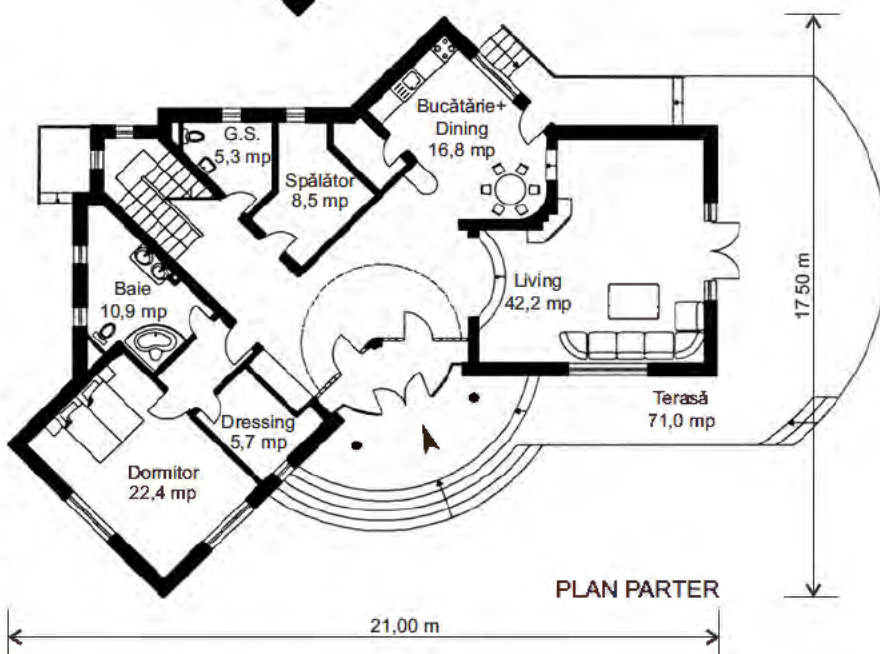 Bucătărie+
Dining
16,8 mp
G.S.
5,3 mp
Spălător
8,5 mp
Baie
10,9 mp
Living
42,2 mp
Terasă
71,0 mp
Dressing
5,7 mp
Dormitor
22,4 mp
17.50 m
PLAN PARTER
21,00 m